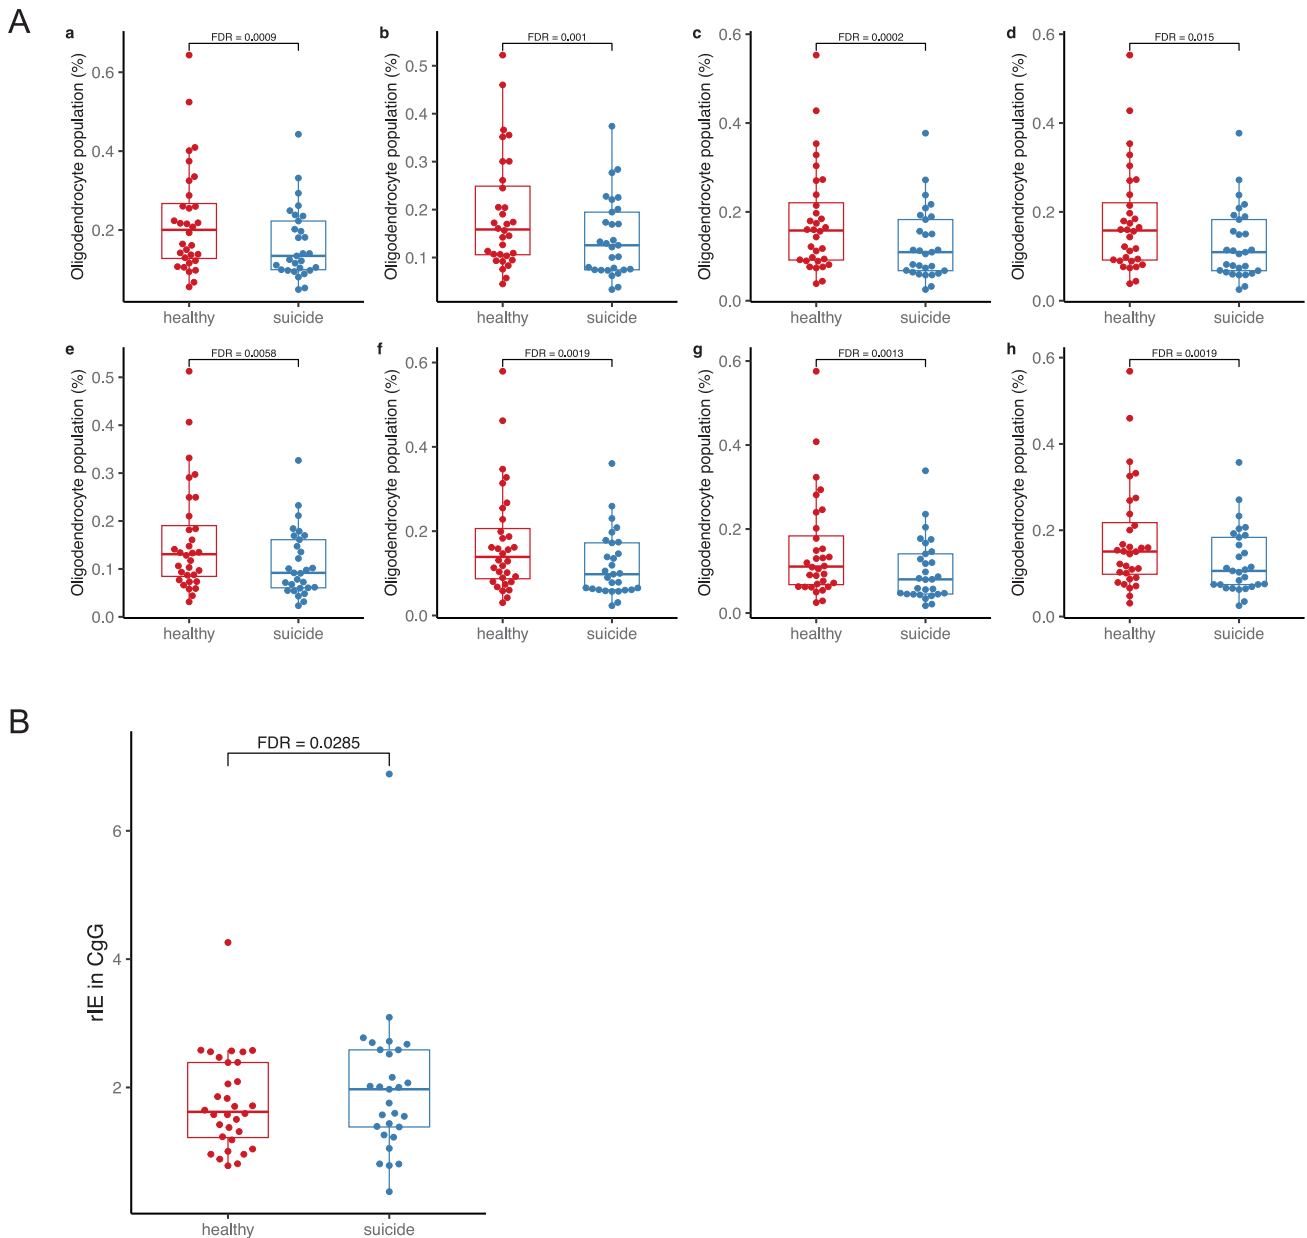 A
a
FDR = 0.0009
Oligodendrocyte population (%)
0.6
0.4
0.2
healthy
suicide
b
FDR = 0.001
Oligodendrocyte population (%)
0.5
0.4
0.3
0.2
0.1
healthy
suicide
c
FDR = 0.0002
Oligodendrocyte population (%)
0.6
0.4
0.2
0.0
healthy
suicide
d
FDR = 0.015
Oligodendrocyte population (%)
0.6
0.4
0.2
0.0
healthy
suicide
e
FDR = 0.0058
Oligodendrocyte population (%)
0.5
0.4
0.3
0.2
0.1
0.0
healthy
suicide
f
FDR = 0.0019
Oligodendrocyte population (%)
0.6
0.4
0.2
0.0
healthy
suicide
g
FDR = 0.0013
Oligodendrocyte population (%)
0.6
0.4
0.2
0.0
healthy
suicide
h
FDR = 0.0019
Oligodendrocyte population (%)
0.6
0.4
0.2
0.0
healthy
suicide
B
FDR = 0.0285
rIE in CgG
6
4
2
healthy
suicide